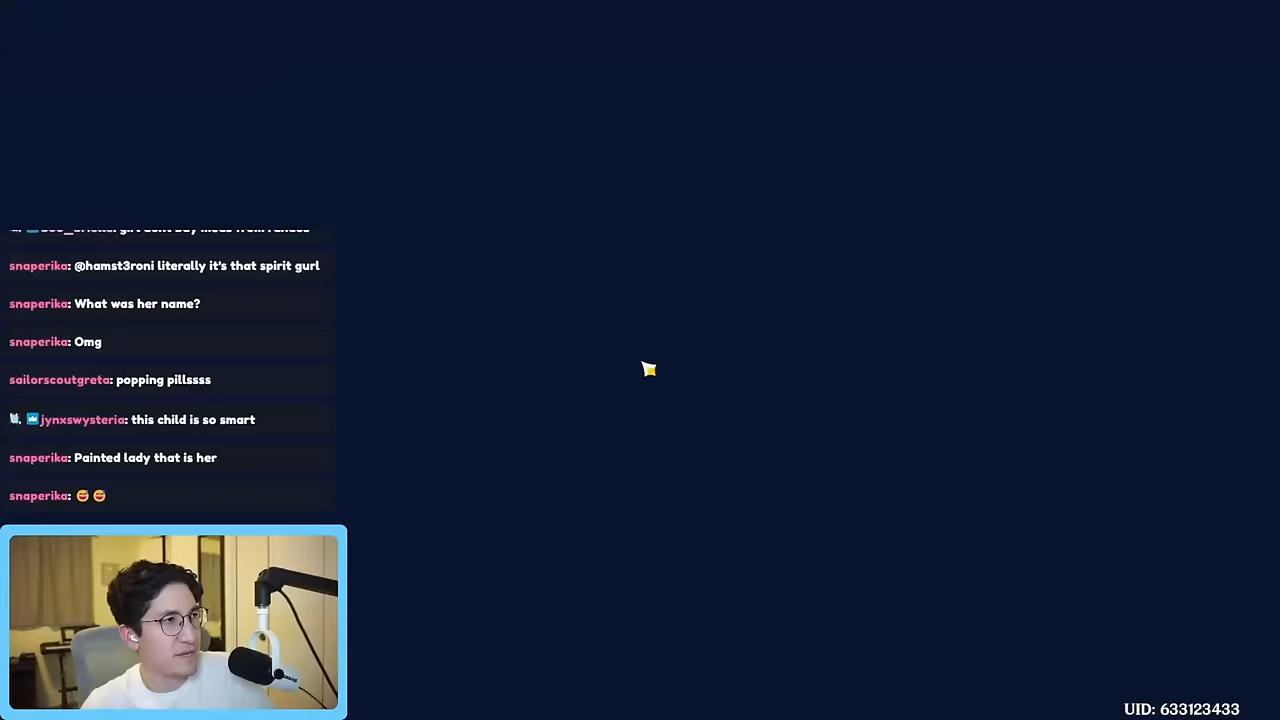 snaperika: @hamst3roni literally it's that spirit gurl
snaperika: What was her name?
snaperika: Omg
sailorscoutgreta: popping pillssss
jynxswysteria: this child is so smart
snaperika: Painted lady that is her
snaperika: 😅 😅
UID: 633123433